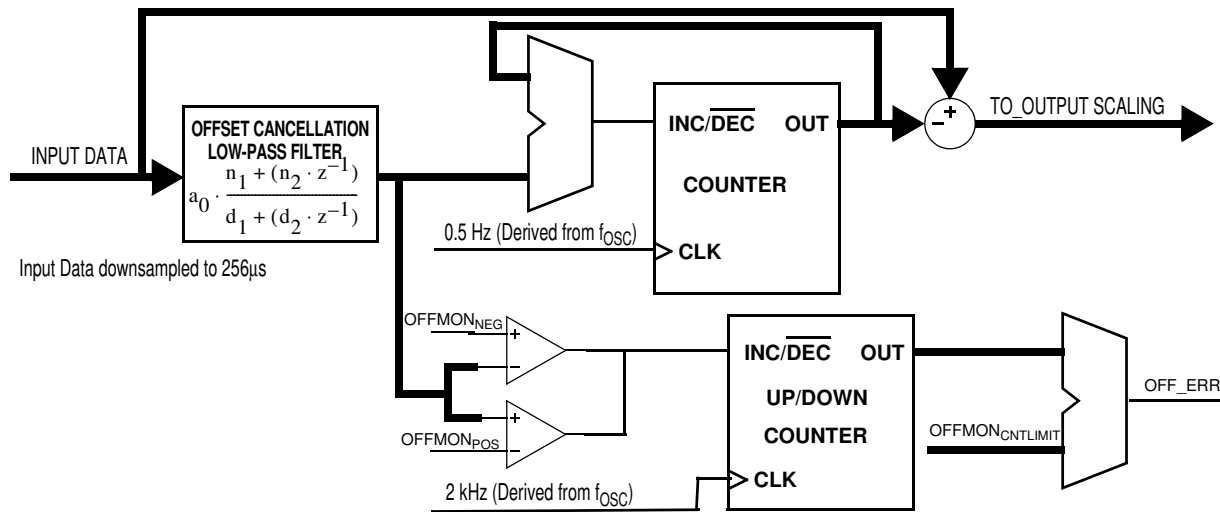 OFFSET CANCELLATION
LOW-PASS FILTER
a0 · n1 + (n2 · z−1)
d1 + (d2 · z−1)
INPUT DATA
Input Data downsampled to 256μs
INC/DEC OUT
COUNTER
0.5 Hz (Derived from fOSC)
CLK
+
−
TO_OUTPUT SCALING
OFFMONNEG
+
−
+
−
OFFMONPOS
2 kHz (Derived from fOSC)
INC/DEC OUT
UP/DOWN
COUNTER
CLK
OFFMONCNTLIMIT
OFF_ERR